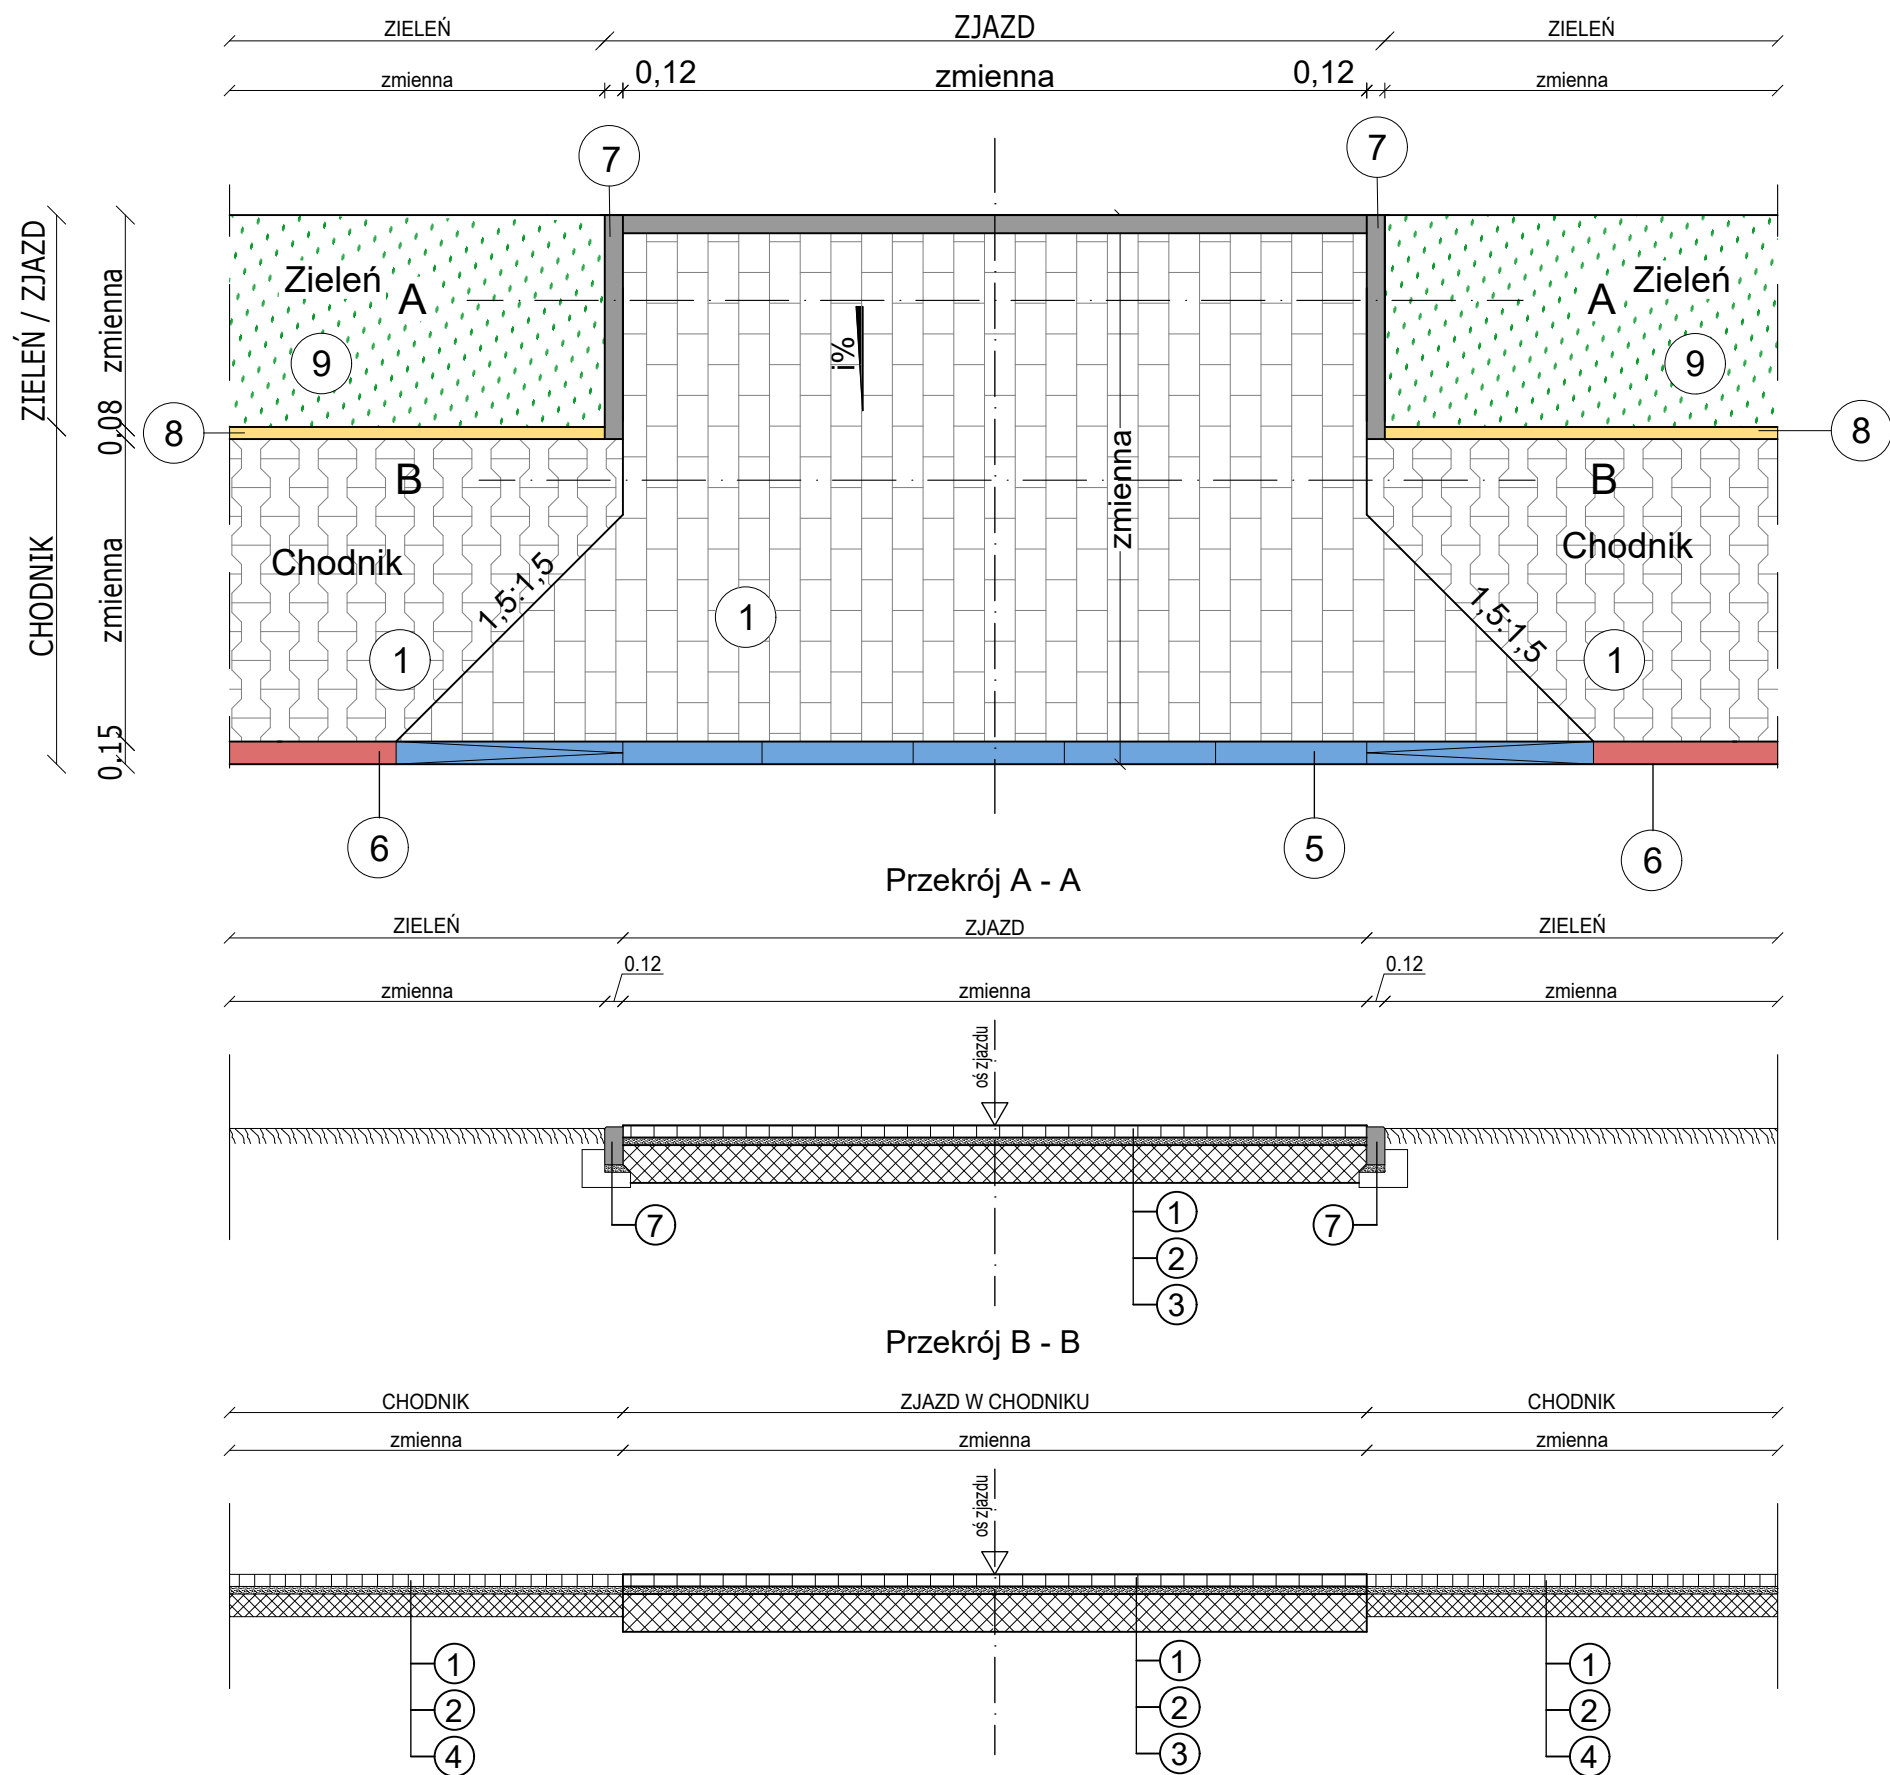 ZIELEŃ ZJAZD ZIELEŃ
zmienna 0,12 zmienna 0,12 zmienna
7 7
ZIELEŃ / ZJAZD
zmienna
Zieleń A A Zieleń
i%
9 9
0.08
8 8
B B
zmienna
CHODNIK
zmienna
Chodnik Chodnik
1,5:1,5 1,5:1,5
1 1 1
0.15
6 5 6
Przekrój A - A
ZIELEŃ ZJAZD ZIELEŃ
0.12 0.12
zmienna zmienna zmienna
oś zjazdu
7 1 7
2
3
Przekrój B - B
CHODNIK ZJAZD W CHODNIKU CHODNIK
zmienna zmienna zmienna
oś zjazdu
1 1 1
2 2 2
4 3 4